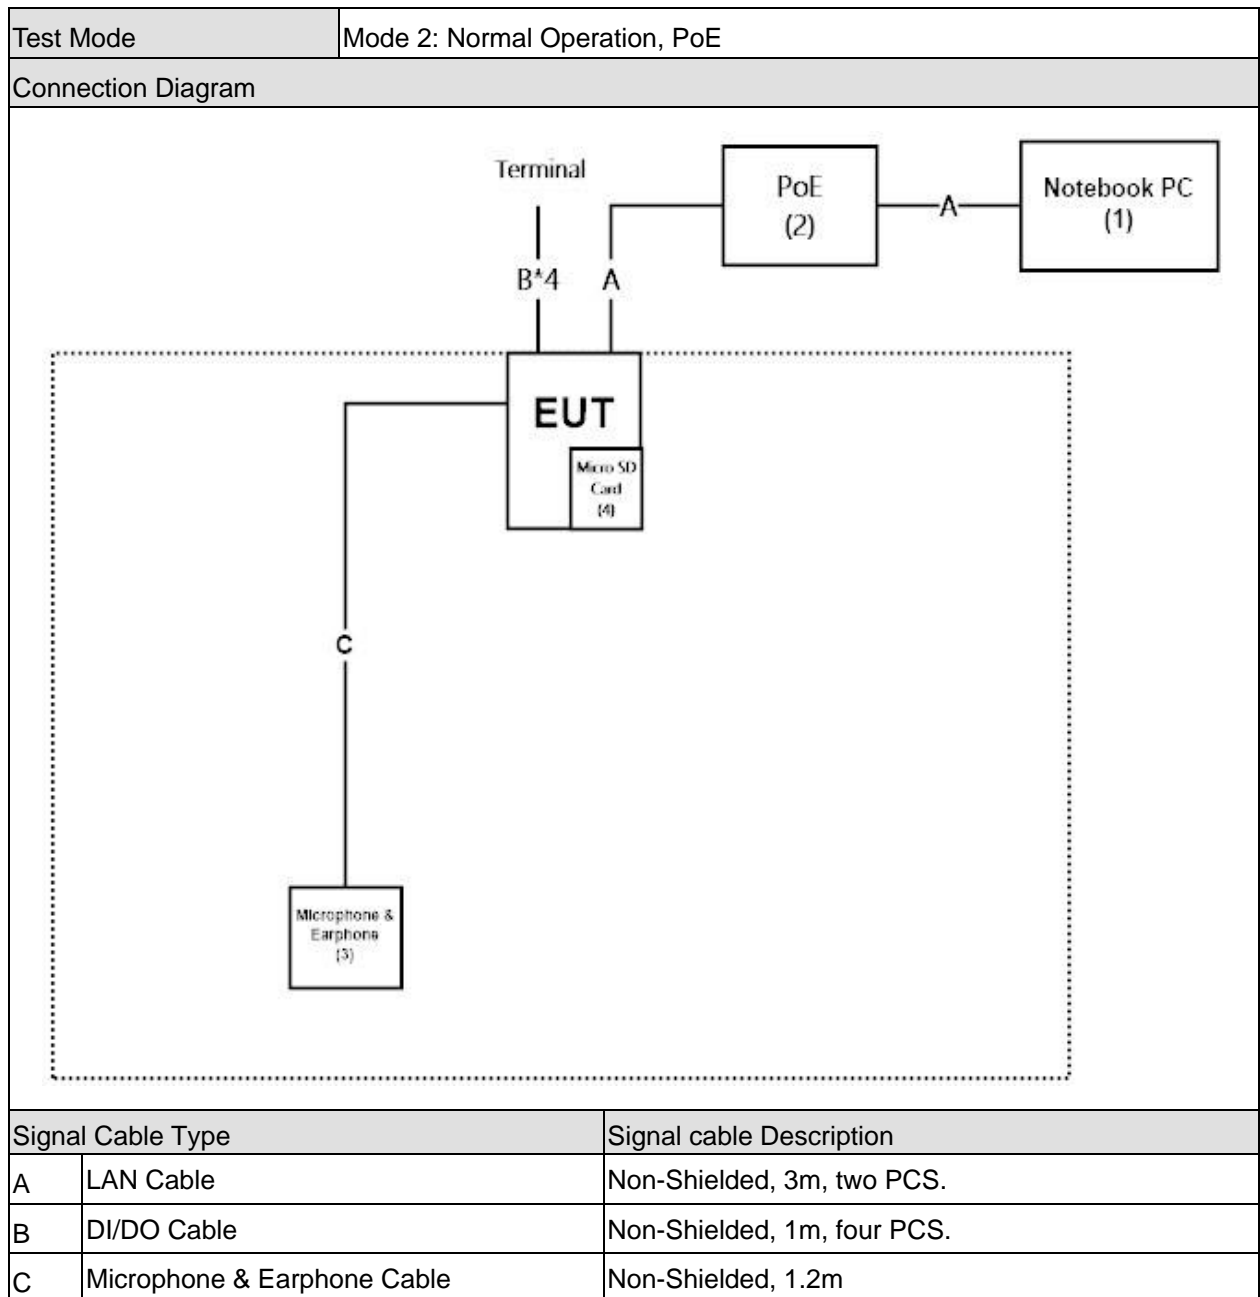 Test Mode Mode 2: Normal Operation, PoE
Connection Diagram
Terminal
PoE
(2)
Notebook PC
(1)
A
B*4
A
EUT
Micro SD
Card
(4)
C
Microphone &
Earphone
(3)
Signal Cable Type Signal cable Description
A LAN Cable Non-Shielded, 3m, two PCS.
B DI/DO Cable Non-Shielded, 1m, four PCS.
C Microphone & Earphone Cable Non-Shielded, 1.2m